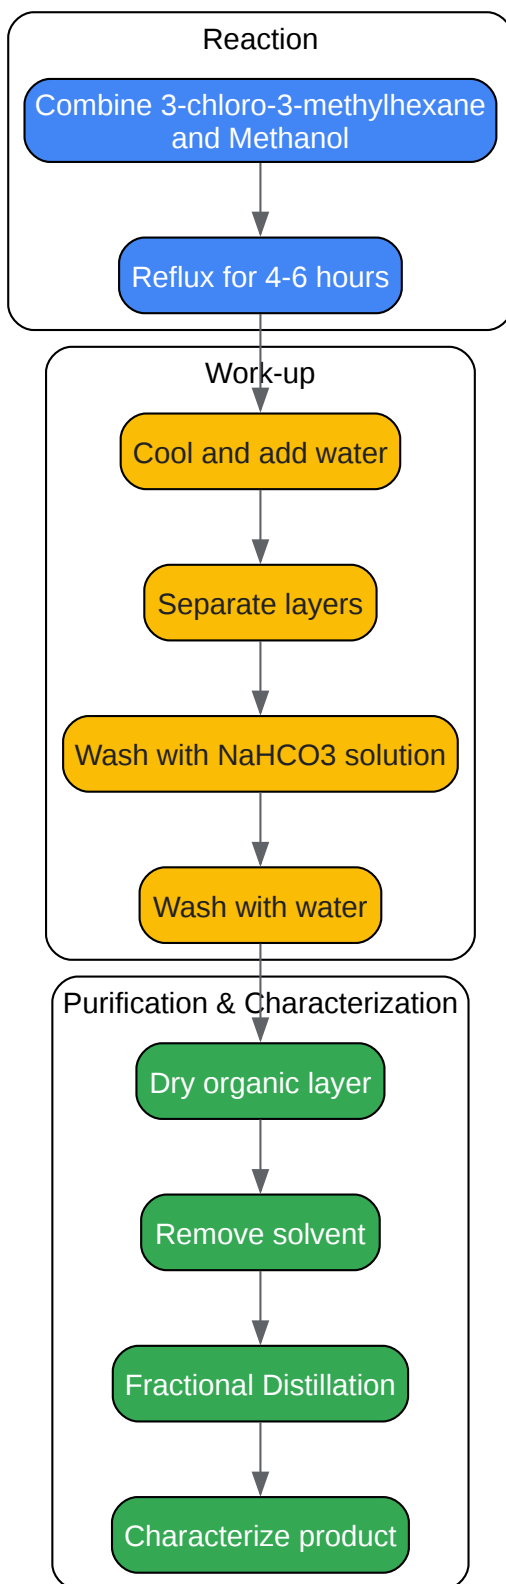 Reaction
Combine 3-chloro-3-methylhexane
and Methanol
Reflux for 4-6 hours
Work-up
Cool and add water
Separate layers
Wash with NaHCO3 solution
Wash with water
Purification & Characterization
Dry organic layer
Remove solvent
Fractional Distillation
Characterize product